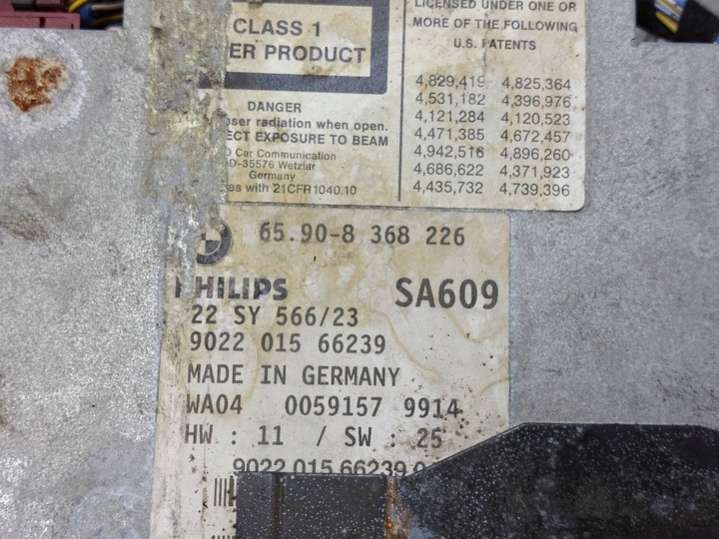 CLASS 1
ER PRODUCT
DANGER
ser radiation when open.
ECT EXPOSURE TO BEAM
Car Communication
D-35576 Wetzlar
Germany
es with 21CFR1040.10
LICENSED UNDER ONE OR
MORE OF THE FOLLOWING
U.S. PATENTS
4,829,419 4,825,364
4,531,182 4,396,976
4,121,284 4,120,523
4,471,385 4,672,457
4,942,516 4,896,260
4,686,622 4,371,923
4,435,732 4,739,396
65.90-8 368 226
PHILIPS SA609
22 SY 566/23
9022 015 66239
MADE IN GERMANY
WA04 0059157 9914
HW : 11 / SW : 25
9022 015 66239